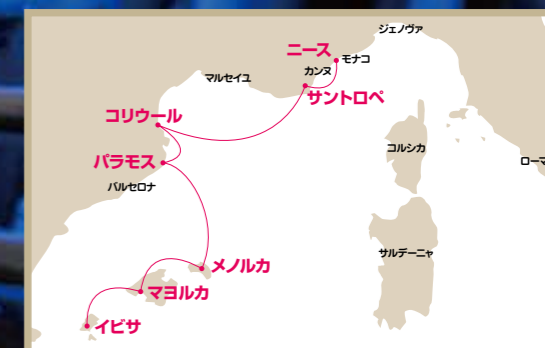 ジェノヴァ
ニース
モナコ
カンヌ
マルセイユ
サントロペ
コリウール
コルシカ
パラモス
ローマ
バルセロナ
サルデーニャ
メノルカ
マヨルカ
イビサ